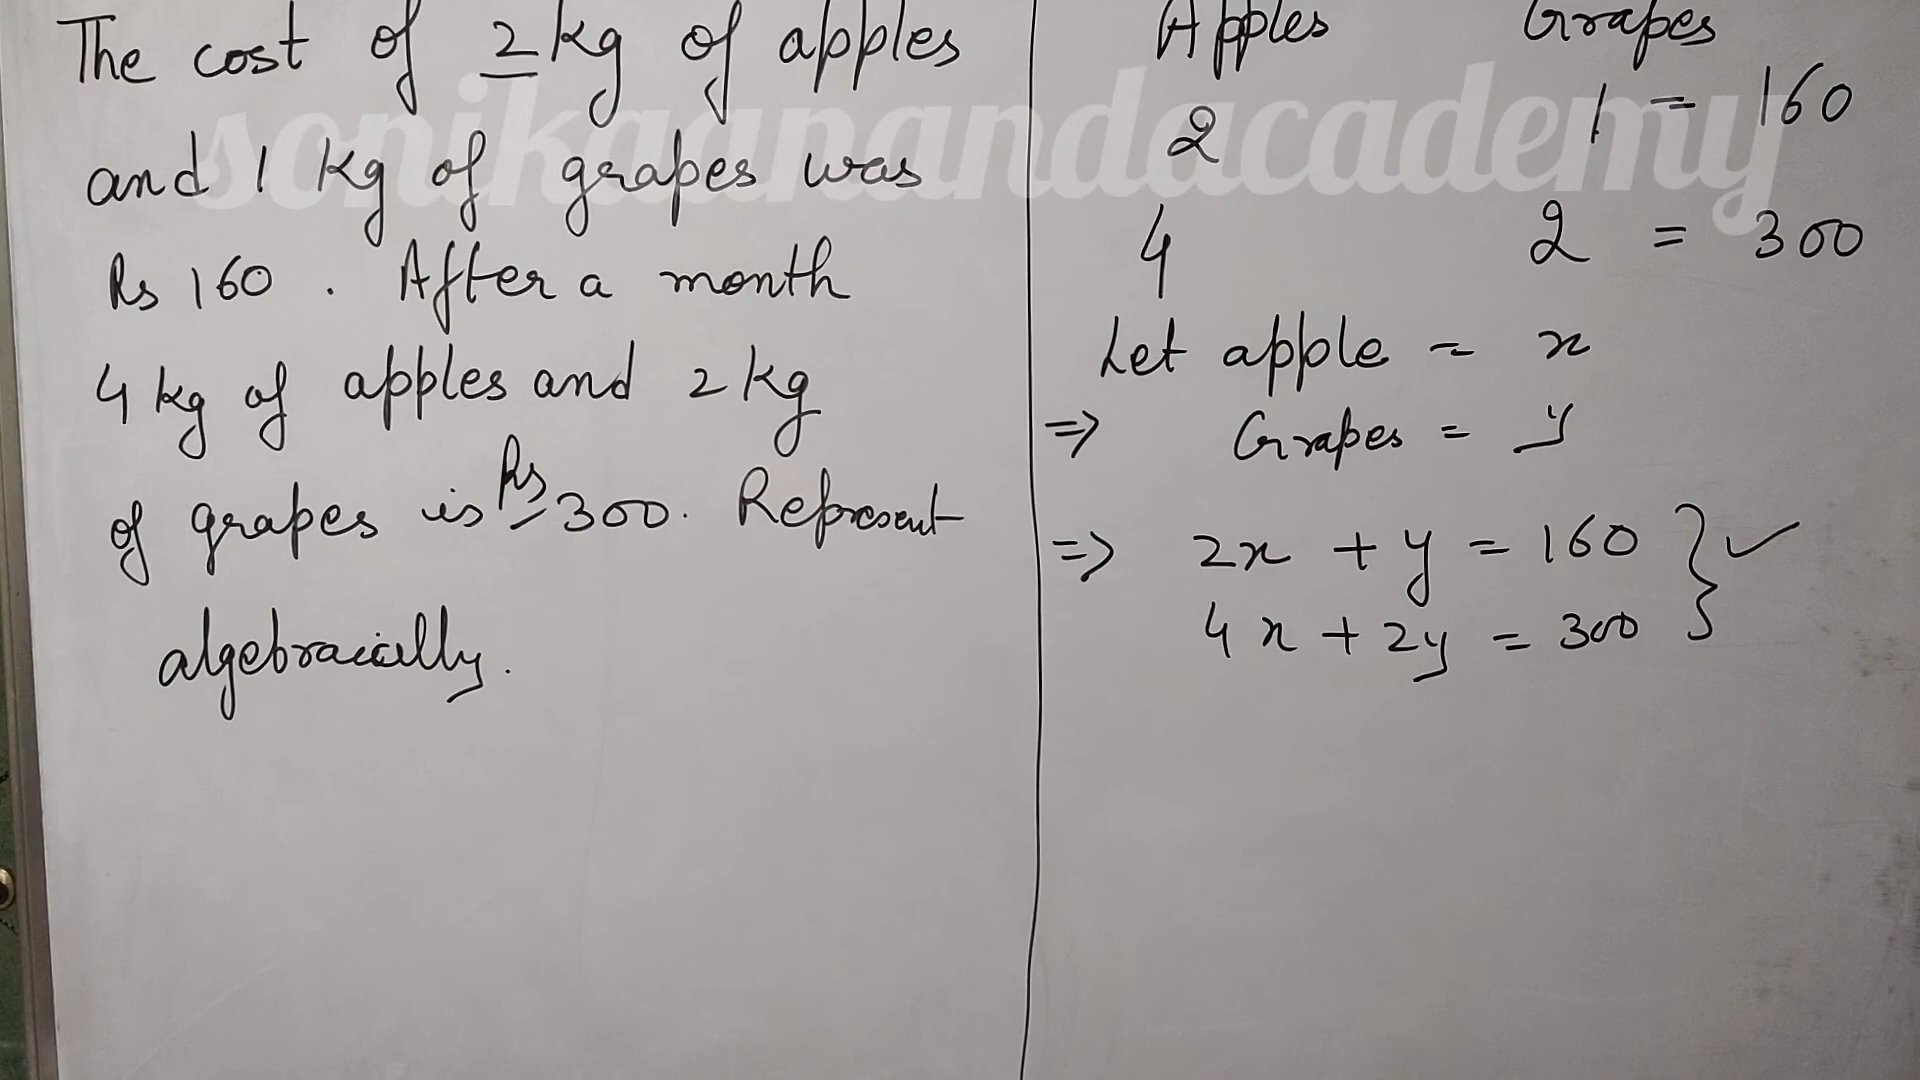 The cost of 2kg of apples
and 1 kg of grapes was
Rs 160 . After a month
4 kg of apples and 2 kg
of grapes is Rs 300. Represent
algebraically.
Apples Grapes
2 1 = 160
4 2 = 300
Let apple = x
=> Grapes = y
=> 2x + y = 160 } ✓
4x + 2y = 300
sonikaanandacademy